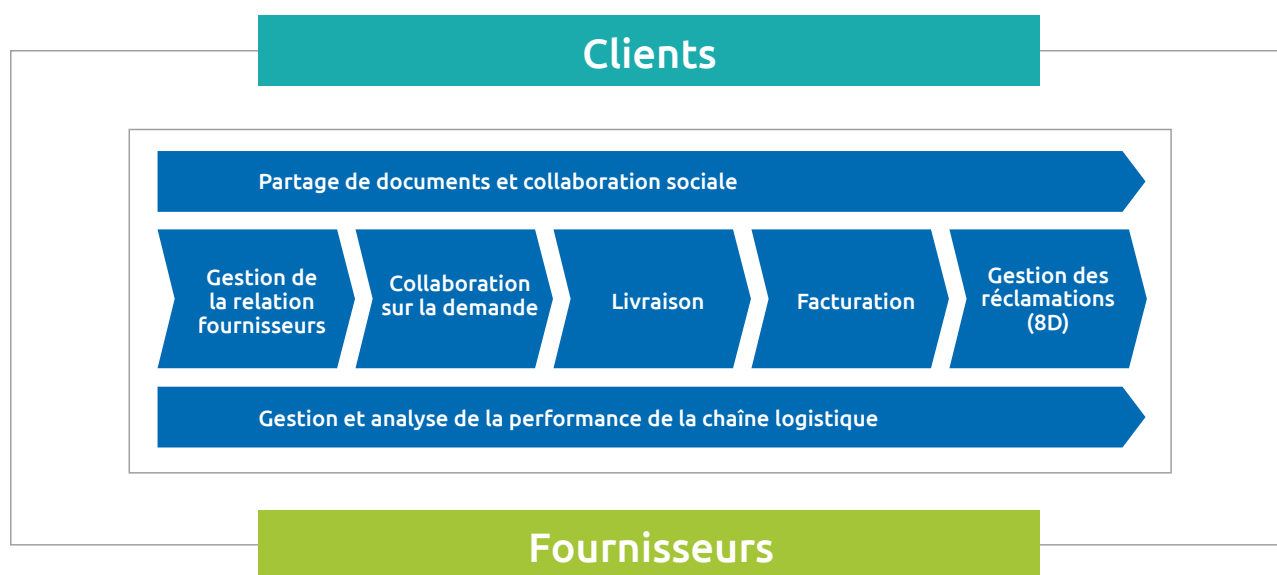 Clients
Partage de documents et collaboration sociale
Gestion de
la relation
fournisseurs
Collaboration
sur la demande
Livraison
Facturation
Gestion des
réclamations
(8D)
Gestion et analyse de la performance de la chaîne logistique
Fournisseurs